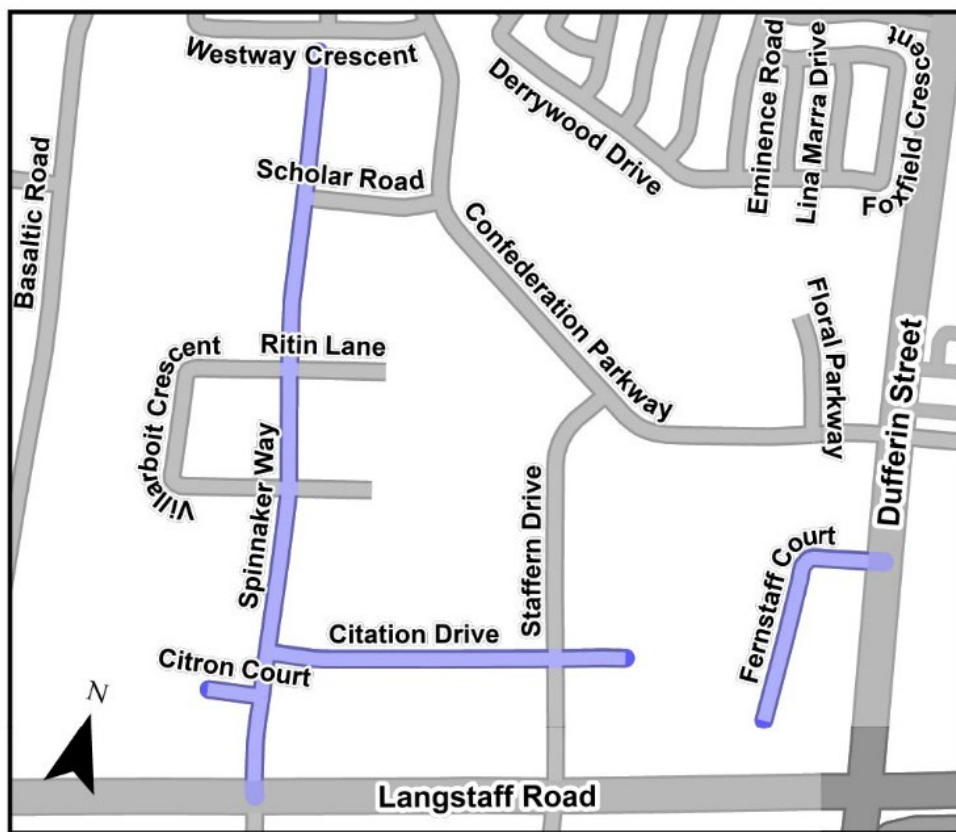 Westway Crescent
Derrywood Drive
Eminence Road
Lina Marra Drive
Foxfield Crescent
Basaltic Road
Scholar Road
Confederation Parkway
Floral Parkway
Dufferin Street
Ritin Lane
Villarboit Crescent
Spinnaker Way
Staffern Drive
Fernstaff Court
Citation Drive
Citron Court
N
Langstaff Road